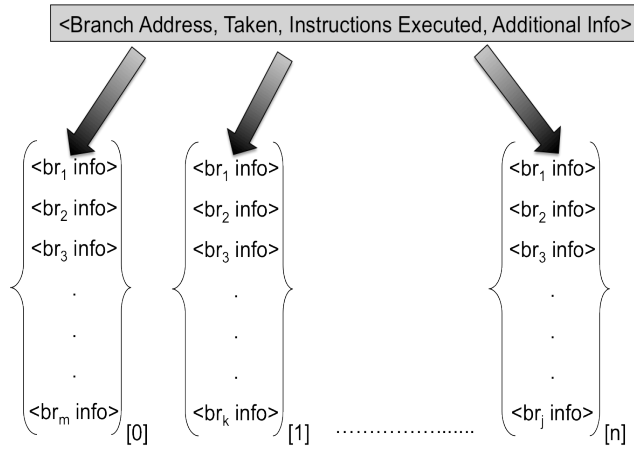 <Branch Address, Taken, Instructions Executed, Additional Info>
<br₁ info> <br₁ info> <br₁ info>
<br₂ info> <br₂ info> <br₂ info>
<br₃ info> <br₃ info> <br₃ info>
. . .
. . .
. . .
<brₘ info> <brₖ info> <brⱼ info>
[0] [1] ...................... [n]